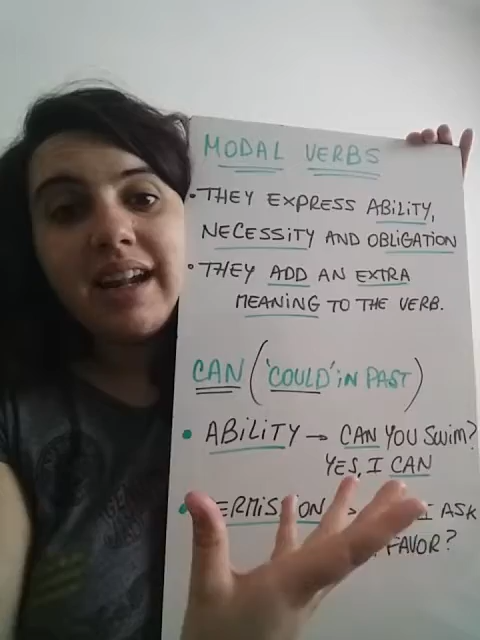 MODAL VERBS
• THEY EXPRESS ABILITY,
NECESSITY AND OBLIGATION
• THEY ADD AN EXTRA
MEANING TO THE VERB.
CAN ('COULD' IN PAST)
• ABILITY → CAN YOU SWIM?
YES, I CAN
• I ASK
FAVOR?